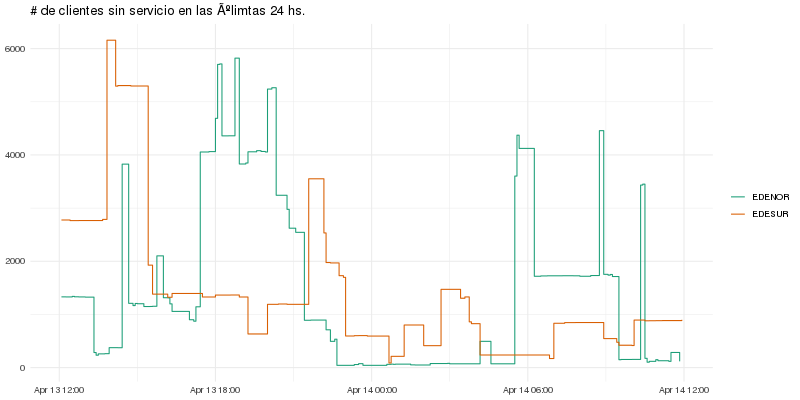 # de clientes sin servicio en las Ãºlimtas 24 hs.
6000
4000
2000
0
Apr 13 12:00
Apr 13 18:00
Apr 14 00:00
Apr 14 06:00
Apr 14 12:00
EDENOR
EDESUR